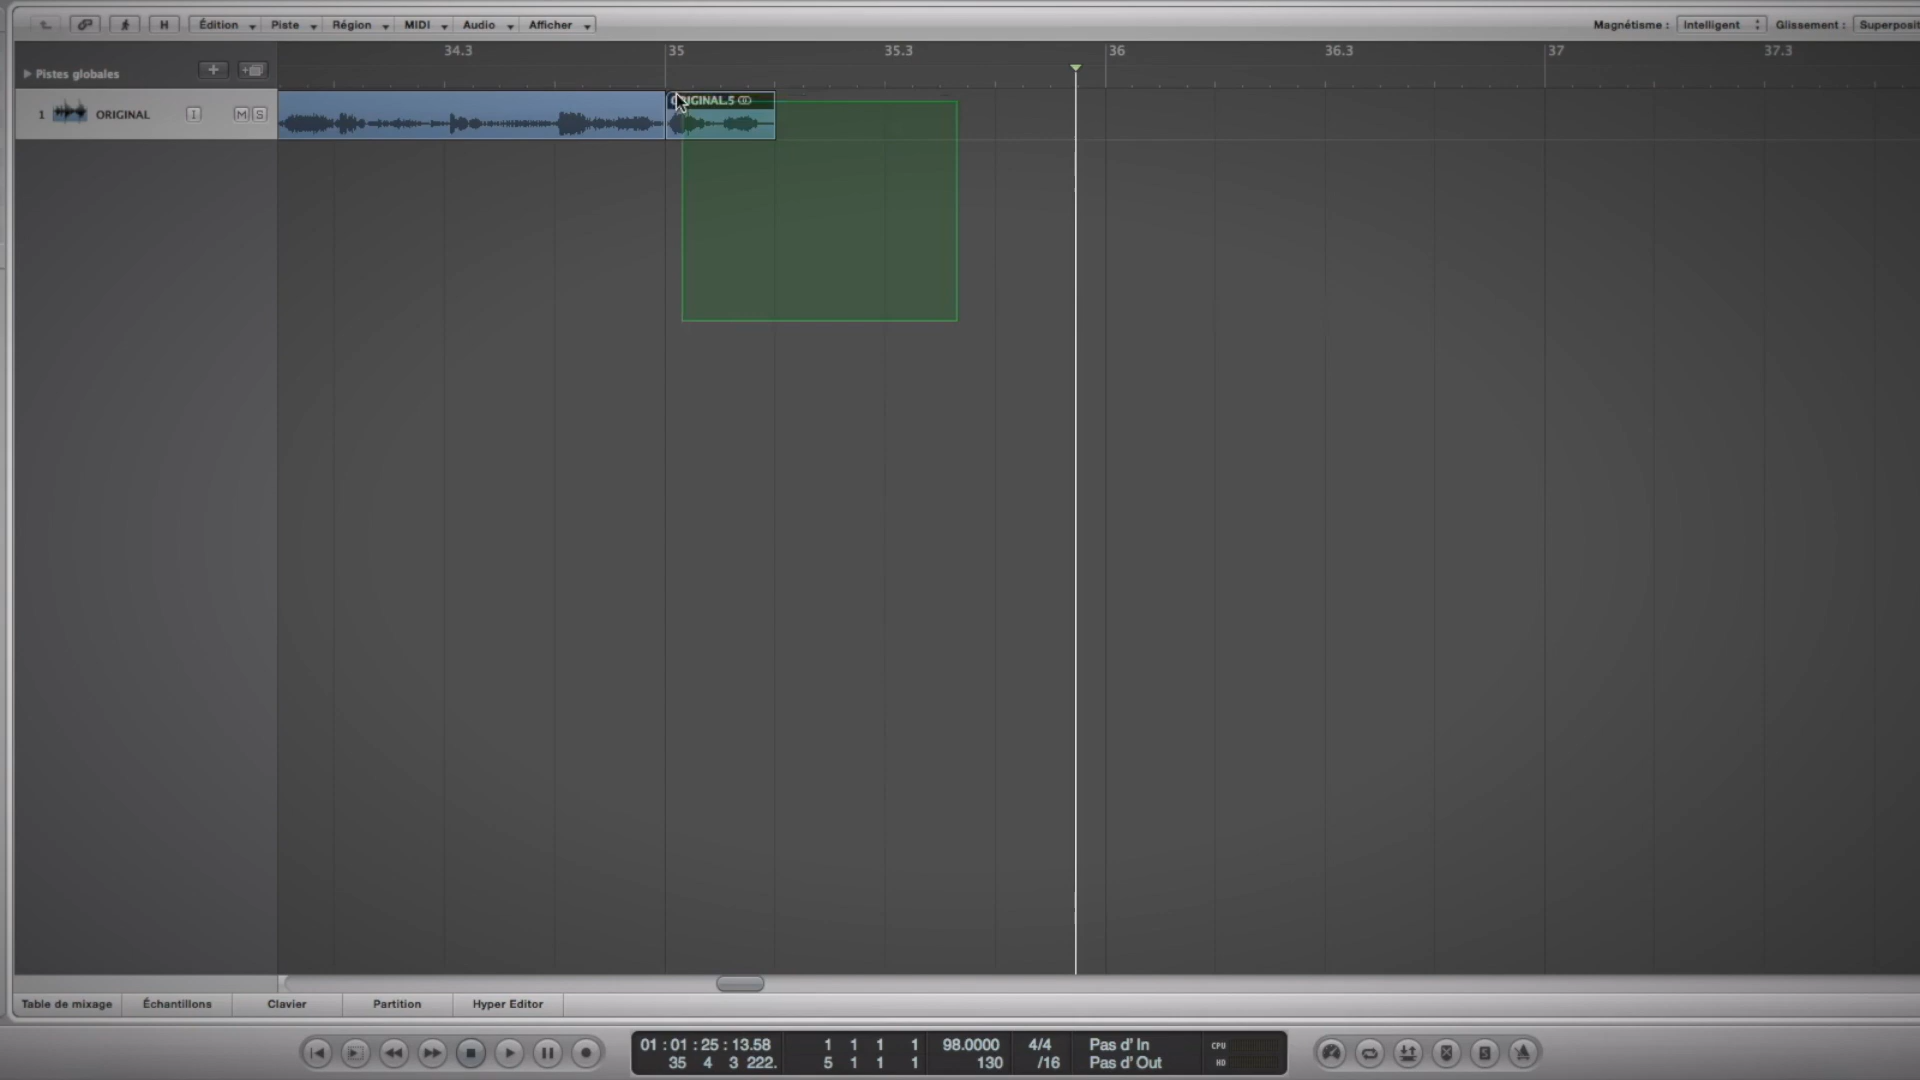 H Édition Piste Région MIDI Audio Afficher Magnétisme : Intelligent Glissement :
34.3 35 35.3 36 36.3 37 37.3
Pistes globales
1 ORIGINAL I M S
Table de mixage Échantillons Clavier Partition Hyper Editor
01 : 01 : 25 : 13.58 1 1 1 1 98.0000 4/4 Pas d' In CPU
35 4 3 222. 5 1 1 1 130 /16 Pas d' Out HD